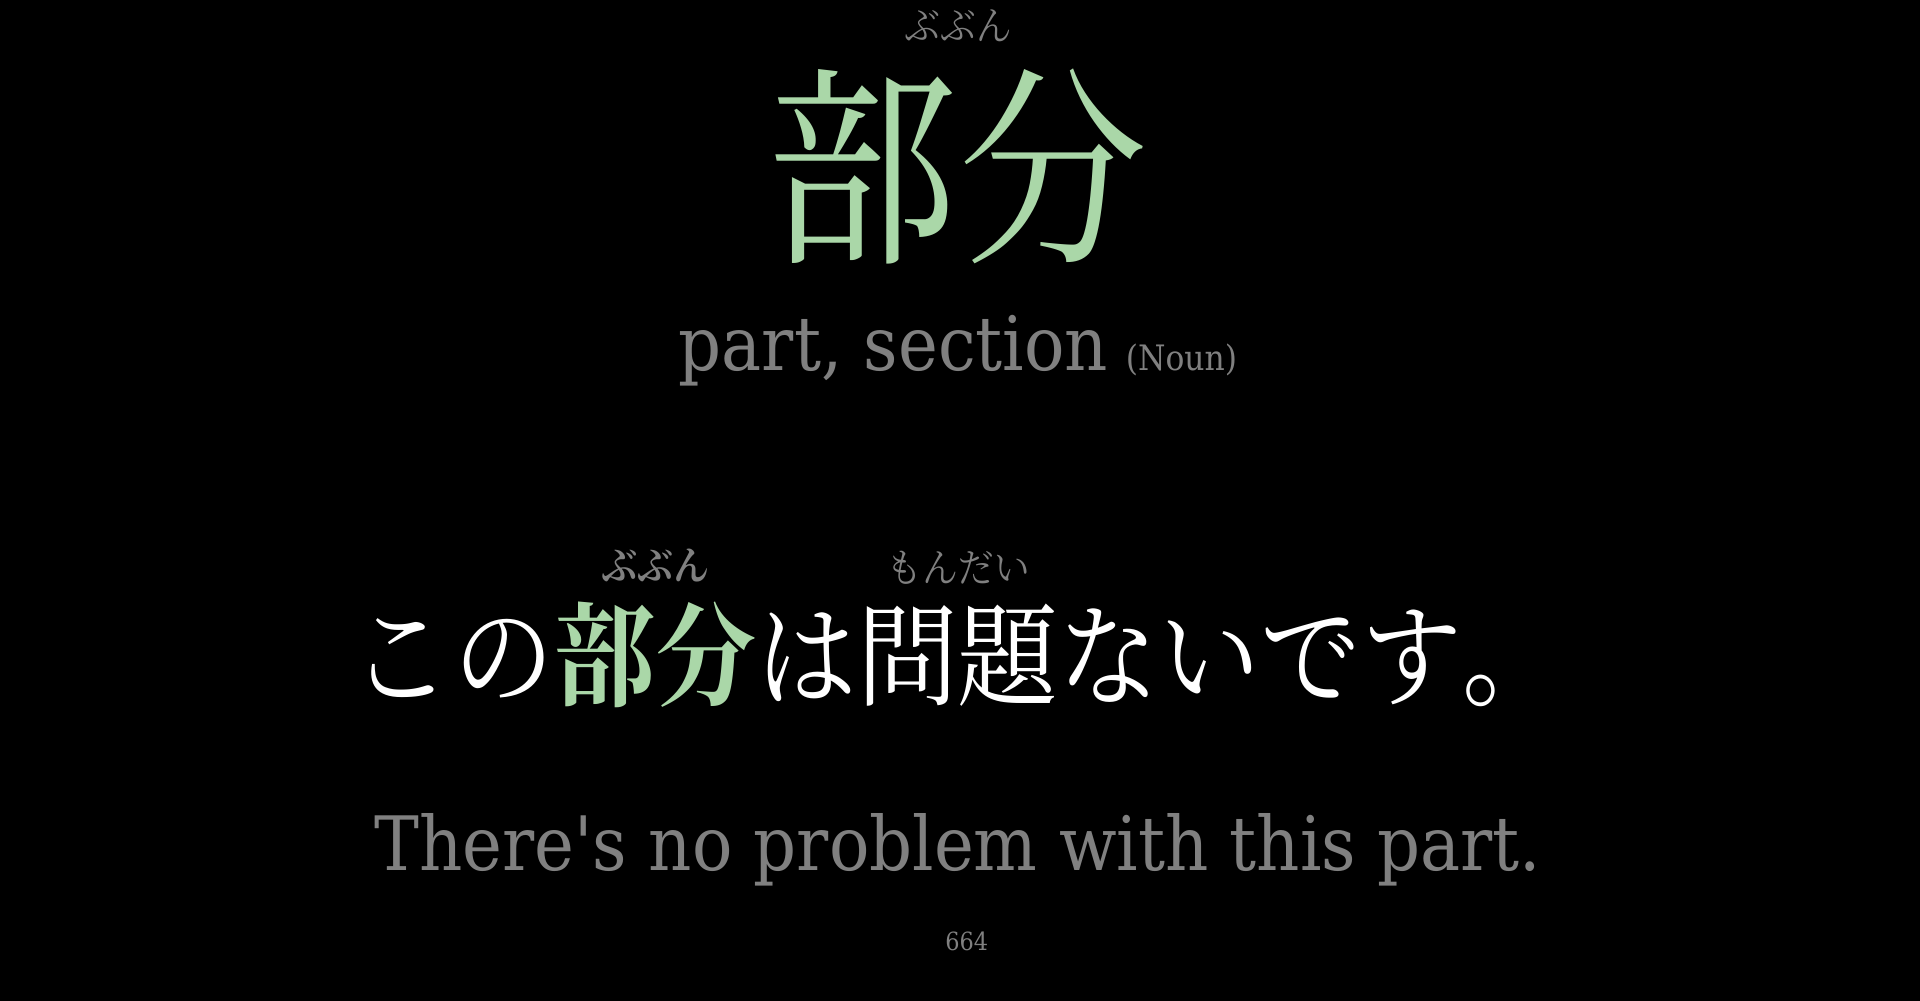 ぶぶん
部分
part, section (Noun)
ぶぶん もんだい
この部分は問題ないです。
There's no problem with this part.
664